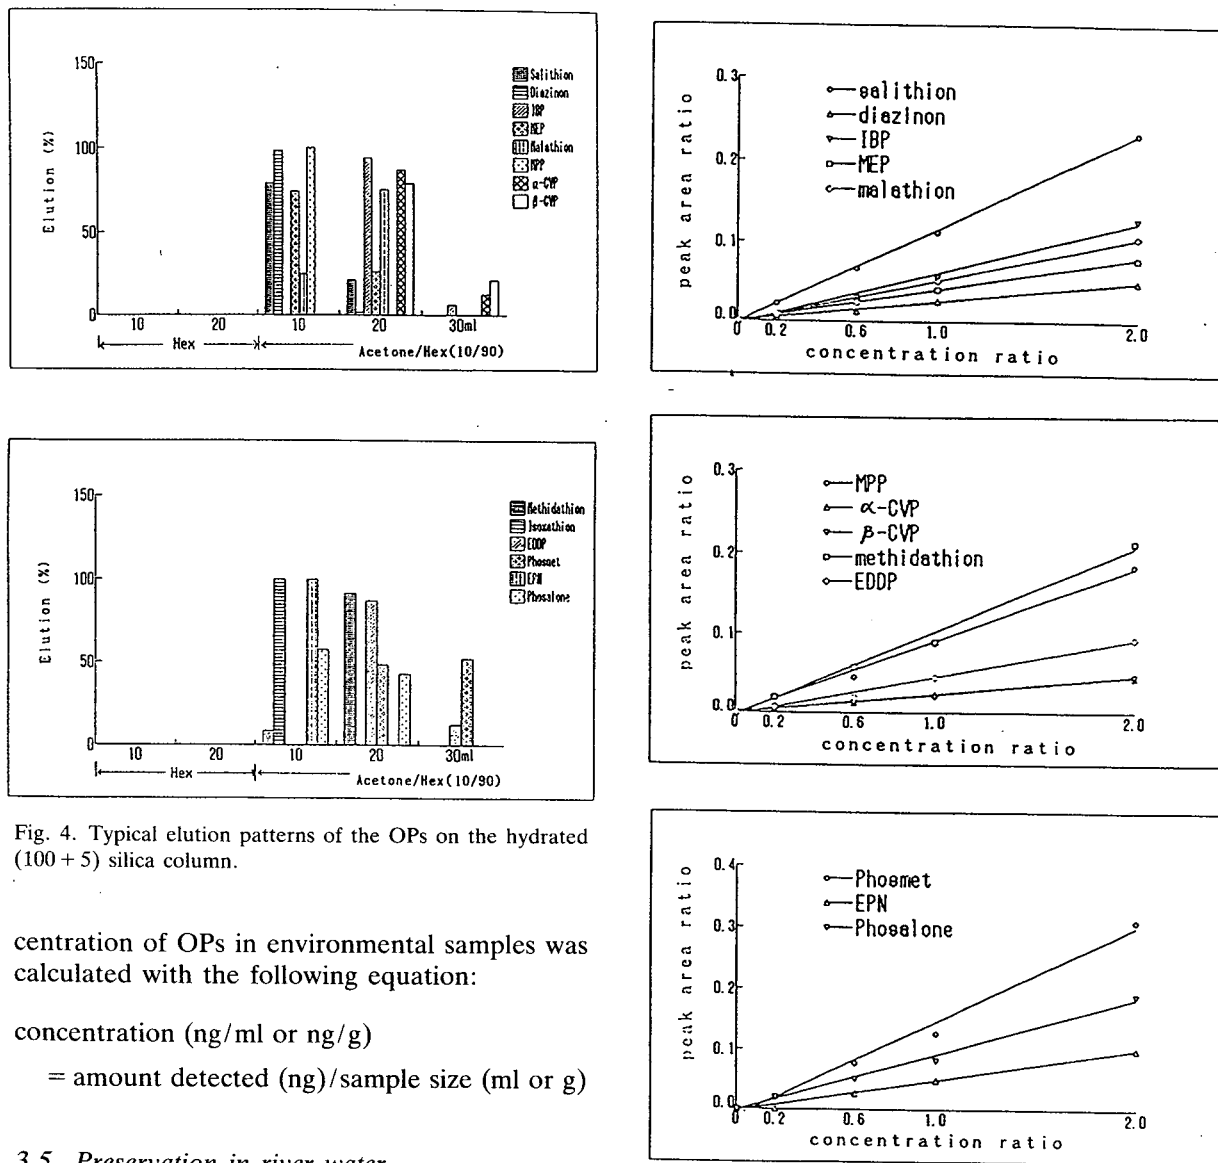 150
100
50
0
Elution (%)
Salithion
Diazinon
IBP
MEP
Malathion
MPP
α-CVP
β-CVP
10 20 10 20 30ml
Hex Acetone/Hex(10/90)
150
100
50
0
Elution (%)
Methidathion
Isoxathion
EDDP
Phosmet
EPN
Phosalone
10 20 10 20 30ml
Hex Acetone/Hex(10/90)
Fig. 4. Typical elution patterns of the OPs on the hydrated
(100 + 5) silica column.
centration of OPs in environmental samples was
calculated with the following equation:
concentration (ng/ml or ng/g)
= amount detected (ng)/sample size (ml or g)
3.5. Preservation in river water
0.3
0.2
0.1
0.0
peak area ratio
salithion
diazinon
IBP
MEP
malathion
0 0.2 0.6 1.0 2.0
concentration ratio
0.3
0.2
0.1
0.0
peak area ratio
MPP
α-CVP
β-CVP
methidathion
EDDP
0 0.2 0.6 1.0 2.0
concentration ratio
0.4
0.3
0.2
0.1
0.0
peak area ratio
Phosmet
EPN
Phosalone
0 0.2 0.6 1.0 2.0
concentration ratio